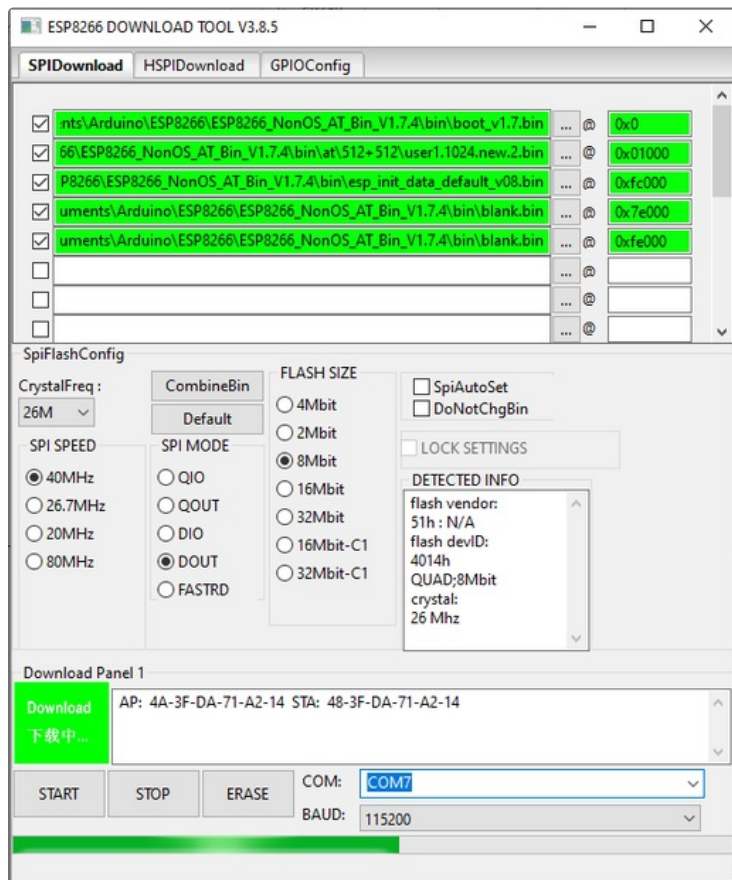 ESP8266 DOWNLOAD TOOL V3.8.5
SPIDownload HSPIDownload GPIOConfig
nts\Arduino\ESP8266\ESP8266_NonOS_AT_Bin_V1.7.4\bin\boot_v1.7.bin ... @ 0x0
66\ESP8266_NonOS_AT_Bin_V1.7.4\bin\at\512+512\user1.1024.new.2.bin ... @ 0x01000
P8266\ESP8266_NonOS_AT_Bin_V1.7.4\bin\esp_init_data_default_v08.bin ... @ 0xfc000
uments\Arduino\ESP8266\ESP8266_NonOS_AT_Bin_V1.7.4\bin\blank.bin ... @ 0x7e000
uments\Arduino\ESP8266\ESP8266_NonOS_AT_Bin_V1.7.4\bin\blank.bin ... @ 0xfe000
... @
... @
... @
SpiFlashConfig
CrystalFreq :
26M
CombineBin
Default
SPI SPEED
40MHz
26.7MHz
20MHz
80MHz
SPI MODE
QIO
QOUT
DIO
DOUT
FASTRD
FLASH SIZE
4Mbit
2Mbit
8Mbit
16Mbit
32Mbit
16Mbit-C1
32Mbit-C1
SpiAutoSet
DoNotChgBin
LOCK SETTINGS
DETECTED INFO
flash vendor:
51h : N/A
flash devID:
4014h
QUAD;8Mbit
crystal:
26 Mhz
Download Panel 1
Download
下载中...
AP: 4A-3F-DA-71-A2-14 STA: 48-3F-DA-71-A2-14
START STOP ERASE
COM: COM7
BAUD: 115200